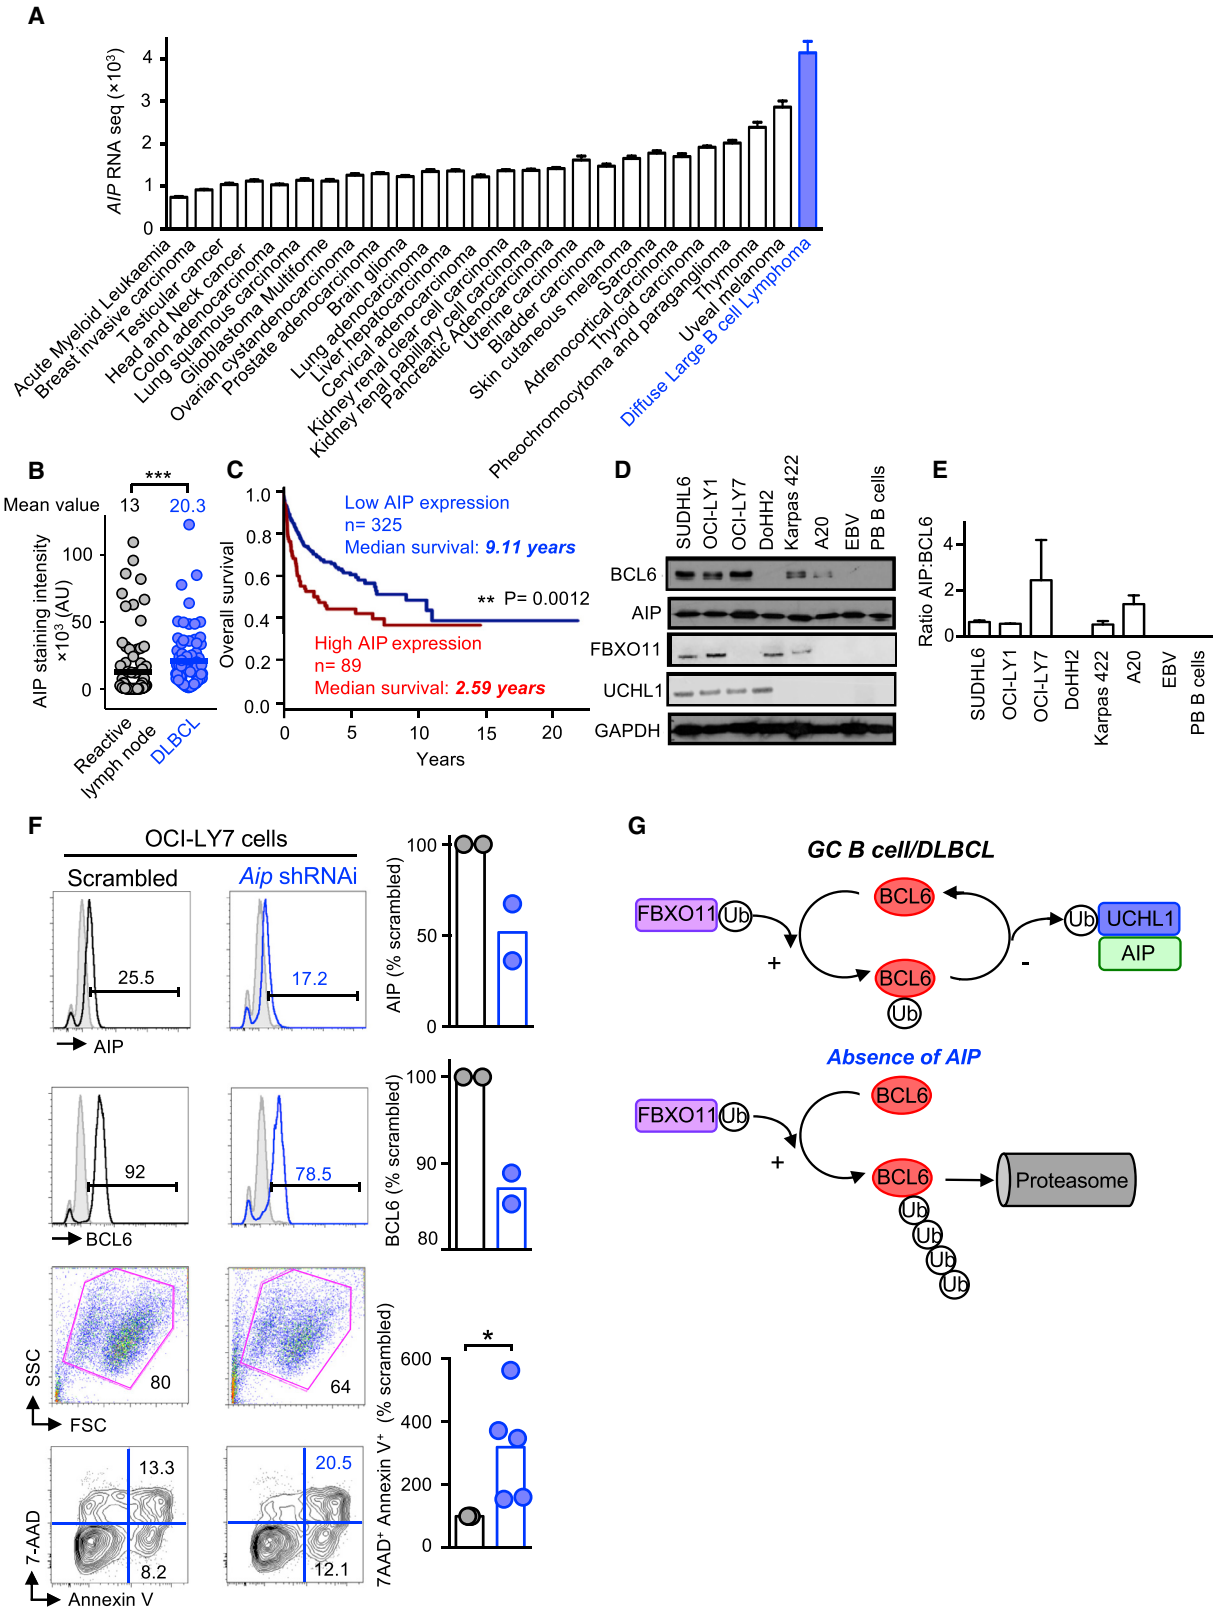 A
AIP RNA seq (×10³)
4
3
2
1
0
Acute Myeloid Leukaemia
Breast invasive carcinoma
Testicular cancer
Head and Neck cancer
Colon adenocarcinoma
Lung squamous carcinoma
Glioblastoma Multiforme
Ovarian cystandenocarcinoma
Prostate adenocarcinoma
Brain glioma
Lung adenocarcinoma
Liver hepatocarcinoma
Cervical adenocarcinoma
Kidney renal clear cell carcinoma
Kidney renal papillary cell carcinoma
Pancreatic Adenocarcinoma
Uterine carcinoma
Bladder carcinoma
Skin cutaneous melanoma
Sarcoma
Adrenocortical carcinoma
Thyroid carcinoma
Pheochromocytoma and paraganglioma
Thymoma
Uveal melanoma
Diffuse Large B cell Lymphoma
B
***
Mean value 13 20.3
AIP staining intensity
×10³ (AU)
100
50
0
Reactive
lymph node
DLBCL
C
Overall survival
1.0
0.8
0.6
0.4
0.2
0.0
0 5 10 15 20
Years
Low AIP expression
n= 325
Median survival: 9.11 years
** P= 0.0012
High AIP expression
n= 89
Median survival: 2.59 years
D
SUDHL6
OCI-LY1
OCI-LY7
DoHH2
Karpas 422
A20
EBV
PB B cells
BCL6
AIP
FBXO11
UCHL1
GAPDH
E
Ratio AIP:BCL6
4
2
0
SUDHL6
OCI-LY1
OCI-LY7
DoHH2
Karpas 422
A20
EBV
PB cells
F
OCI-LY7 cells
Scrambled
Aip shRNAi
25.5
17.2
AIP
AIP (% scrambled)
100
50
0
92
78.5
BCL6
BCL6 (% scrambled)
100
90
80
SSC
FSC
80
64
7-AAD
Annexin V
13.3
8.2
20.5
12.1
7AAD⁺ Annexin V⁺ (% scrambled)
*
600
400
200
0
G
GC B cell/DLBCL
FBXO11 Ub
+
BCL6
BCL6
Ub
-
Ub UCHL1
AIP
Absence of AIP
FBXO11 Ub
+
BCL6
BCL6
Ub
Ub
Ub
Ub
Proteasome